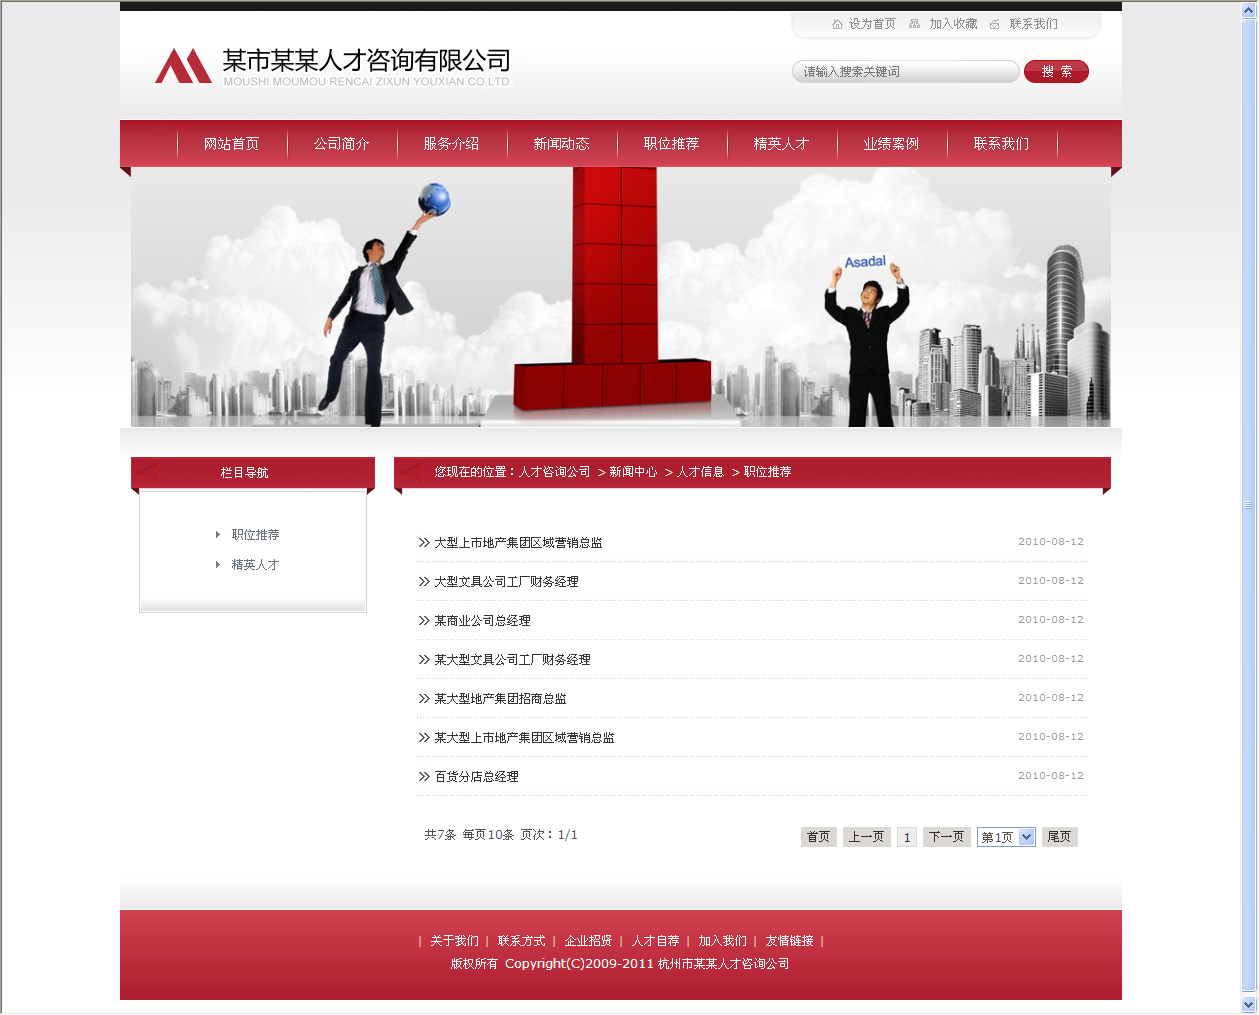 设为首页 加入收藏 联系我们
某市某某人才咨询有限公司
MOUSHI MOUMOU RENCAI ZIXUN YOUXIAN CO,LTD.
请输入搜索关键词 搜 索
网站首页 公司简介 服务介绍 新闻动态 职位推荐 精英人才 业绩案例 联系我们
Asadal
栏目导航
职位推荐
精英人才
您现在的位置：人才咨询公司 > 新闻中心 > 人才信息 > 职位推荐
大型上市地产集团区域营销总监 2010-08-12
大型文具公司工厂财务经理 2010-08-12
某商业公司总经理 2010-08-12
某大型文具公司工厂财务经理 2010-08-12
某大型地产集团招商总监 2010-08-12
某大型上市地产集团区域营销总监 2010-08-12
百货分店总经理 2010-08-12
共7条 每页10条 页次：1/1 首页 上一页 1 下一页 第1页 尾页
| 关于我们 | 联系方式 | 企业招贤 | 人才自荐 | 加入我们 | 友情链接 |
版权所有 Copyright(C)2009-2011 杭州市某某人才咨询公司